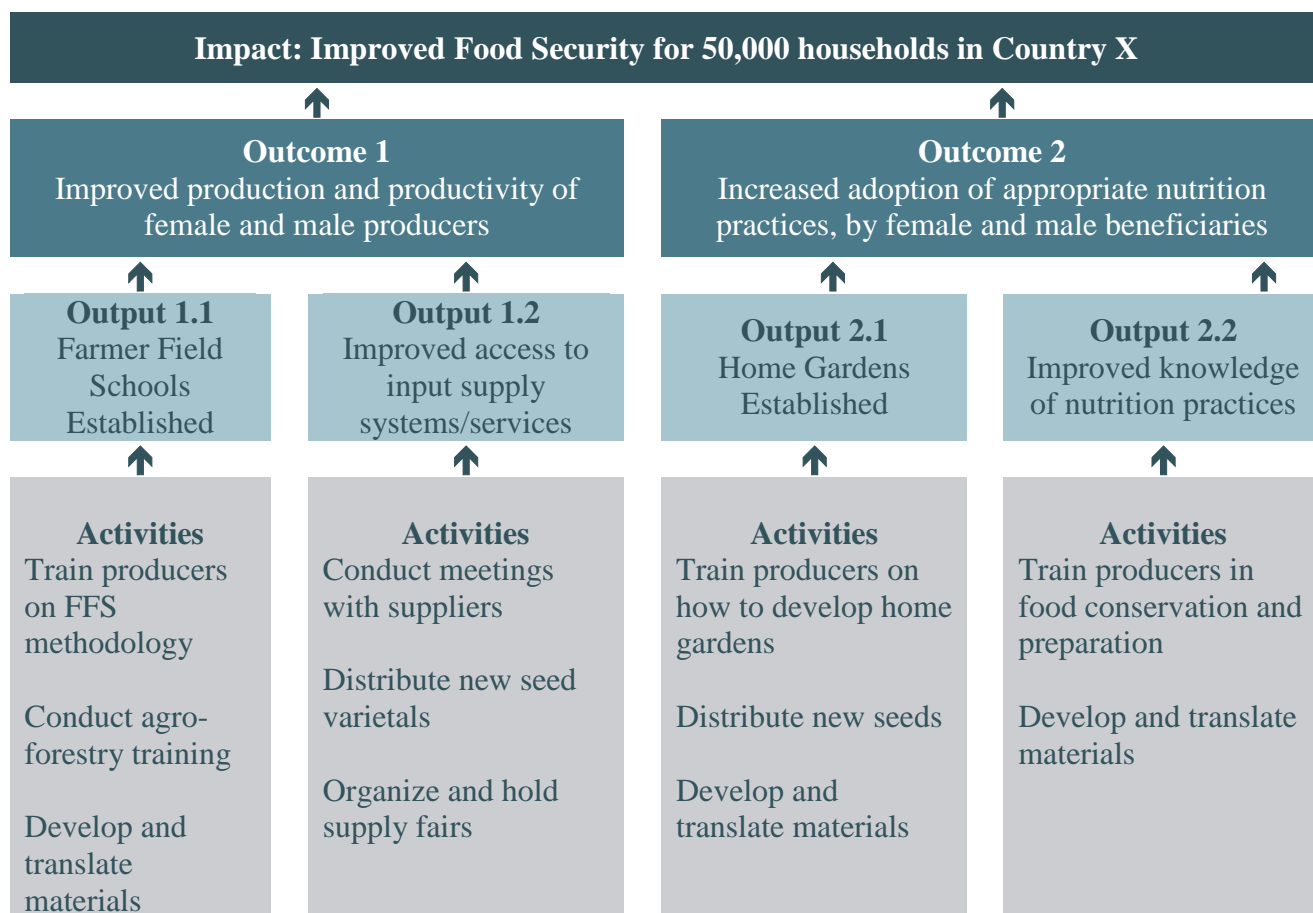 Impact: Improved Food Security for 50,000 households in Country X
Outcome 1
Improved production and productivity of
female and male producers
Outcome 2
Increased adoption of appropriate nutrition
practices, by female and male beneficiaries
Output 1.1
Farmer Field
Schools
Established
Output 1.2
Improved access to
input supply
systems/services
Output 2.1
Home Gardens
Established
Output 2.2
Improved knowledge
of nutrition practices
Activities
Train producers
on FFS
methodology
Conduct agro-
forestry training
Develop and
translate
materials
Activities
Conduct meetings
with suppliers
Distribute new seed
varietals
Organize and hold
supply fairs
Activities
Train producers on
how to develop home
gardens
Distribute new seeds
Develop and
translate materials
Activities
Train producers in
food conservation and
preparation
Develop and translate
materials